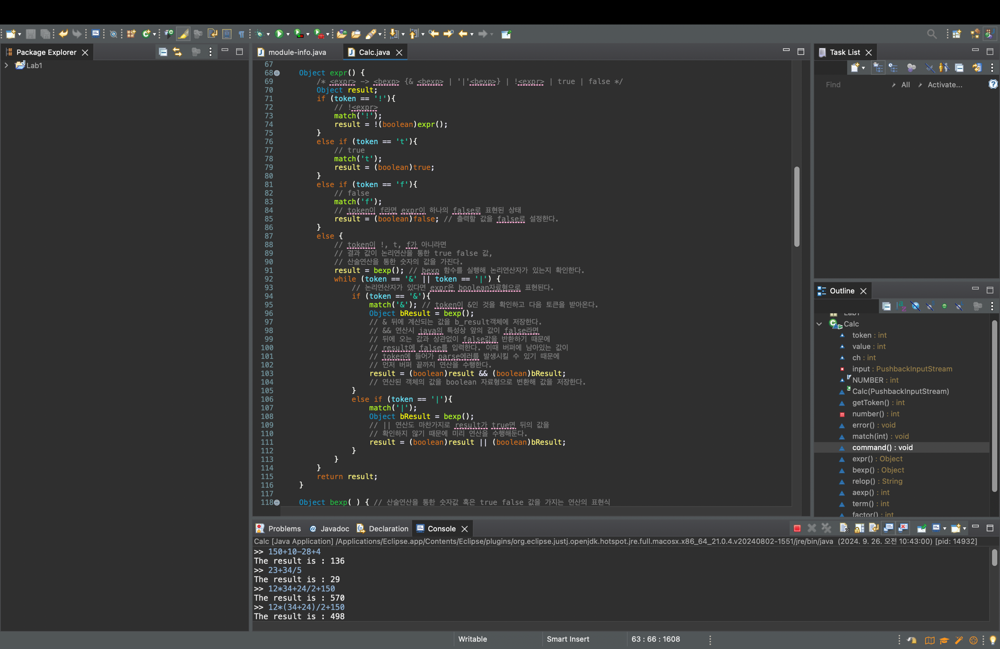 Package Explorer
Lab1
module-info.java
Calc.java
67
68 Object expr() {
69 /* <expr> -> <bexp> {& <bexp> | '|'<bexp>} | !<expr> | true | false */
70 Object result;
71 if (token == '!'){
72 // !<expr>
73 match('!');
74 result = !(boolean)expr();
75 }
76 else if (token == 't'){
77 // true
78 match('t');
79 result = (boolean)true;
80 }
81 else if (token == 'f'){
82 // false
83 match('f');
84 // token이 f라면 expr이 하나의 false로 표현된 상태
85 result = (boolean)false; // 출력할 값을 false로 설정한다.
86 }
87 else {
88 // token이 !, t, f가 아니라면
89 // 결과 값이 논리연산을 통한 true false 값,
90 // 산술연산을 통한 숫자의 값을 가진다.
91 result = bexp(); // bexp 함수를 실행해 논리연산자가 있는지 확인한다.
92 while (token == '&' || token == '|') {
93 // 논리연산자가 있다면 expr은 boolean자료형으로 표현된다.
94 if (token == '&'){
95 match('&'); // token이 &인 것을 확인하고 다음 토큰을 받아온다.
96 Object bResult = bexp();
97 // & 뒤에 계산되는 값을 b_result객체에 저장한다.
98 // && 연산시 java의 특성상 앞의 값이 false라면
99 // 뒤에 오는 값과 상관없이 false값을 반환하기 때문에
100 // result에 false를 입력한다. 이때 버퍼에 남아있는 값이
101 // token에 들어가 parse에러를 발생시킬 수 있기 때문에
102 // 먼저 버퍼 끝까지 연산을 수행한다.
103 result = (boolean)result && (boolean)bResult;
104 // 연산된 객체의 값을 boolean 자료형으로 변환해 값을 저장한다.
105 }
106 else if (token == '|'){
107 match('|');
108 Object bResult = bexp();
109 // || 연산도 마찬가지로 result가 true면 뒤의 값을
110 // 확인하지 않기 때문에 미리 연산을 수행해둔다.
111 result = (boolean)result || (boolean)bResult;
112 }
113 }
114 }
115 return result;
116 }
117
118 Object bexp( ) { // 산술연산을 통한 숫자값 혹은 true false 값을 가지는 연산의 표현식
Task List
Find All Activate...
Outline
Lab1
Calc
token : int
value : int
ch : int
input : PushbackInputStream
NUMBER : int
Calc(PushbackInputStream)
getToken() : int
number() : int
error() : void
match(int) : void
command() : void
expr() : Object
bexp() : Object
relop() : String
aexp() : int
term() : int
factor() : int
Problems
Javadoc
Declaration
Console
Calc [Java Application] /Applications/Eclipse.app/Contents/Eclipse/plugins/org.eclipse.justj.openjdk.hotspot.jre.full.macosx.x86_64_21.0.4.v20240802-1551/jre/bin/java (2024. 9. 26. 오전 10:43:00) [pid: 14932]
>> 150+10-28+4
The result is : 136
>> 23+34/5
The result is : 29
>> 12*34+24/2+150
The result is : 570
>> 12*(34+24)/2+150
The result is : 498
Writable
Smart Insert
63 : 66 : 1608